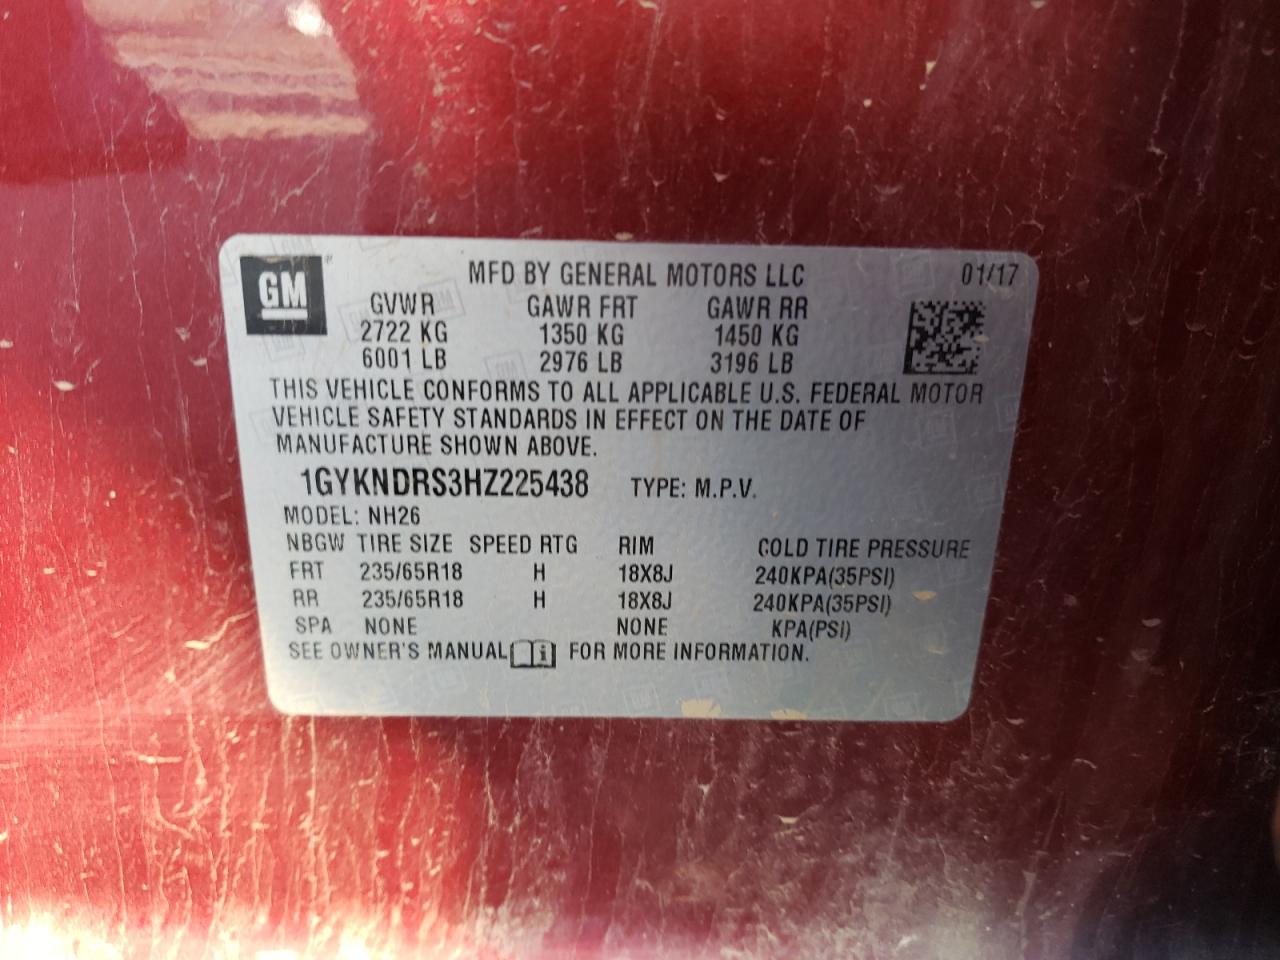 GM
MFD BY GENERAL MOTORS LLC 01/17
GVWR GAWR FRT GAWR RR
2722 KG 1350 KG 1450 KG
6001 LB 2976 LB 3196 LB
THIS VEHICLE CONFORMS TO ALL APPLICABLE U.S. FEDERAL MOTOR
VEHICLE SAFETY STANDARDS IN EFFECT ON THE DATE OF
MANUFACTURE SHOWN ABOVE.
1GYKNDRS3HZ225438 TYPE: M.P.V.
MODEL: NH26
NBGW TIRE SIZE SPEED RTG RIM COLD TIRE PRESSURE
FRT 235/65R18 H 18X8J 240KPA(35PSI)
RR 235/65R18 H 18X8J 240KPA(35PSI)
SPA NONE NONE KPA(PSI)
SEE OWNER'S MANUAL FOR MORE INFORMATION.